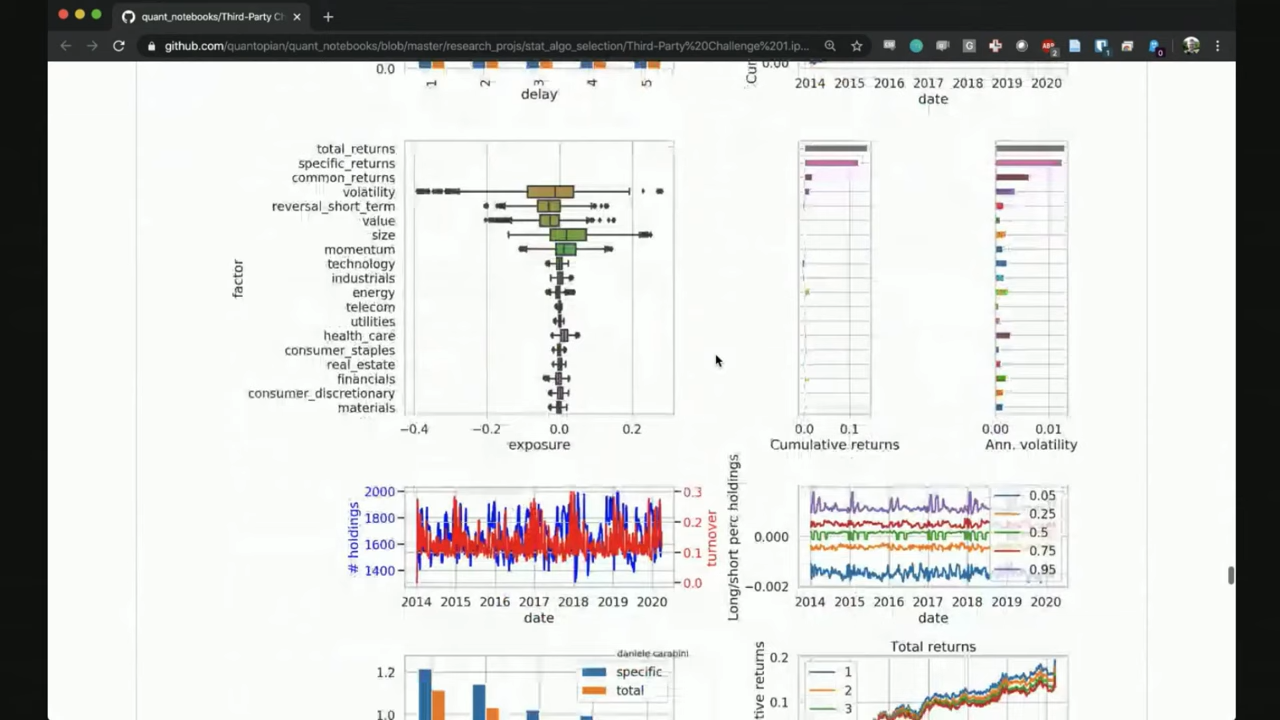 quant_notebooks/Third-Party Ch
github.com/quantopian/quant_notebooks/blob/master/research_projs/stat_algo_selection/Third-Party%20Challenge%201.ip...
0.0
1 2 3 4 5
delay
0.00
2014 2015 2016 2017 2018 2019 2020
date
factor
total_returns
specific_returns
common_returns
volatility
reversal_short_term
value
size
momentum
technology
industrials
energy
telecom
utilities
health_care
consumer_staples
real_estate
financials
consumer_discretionary
materials
−0.4 −0.2 0.0 0.2
exposure
0.0 0.1
Cumulative returns
0.00 0.01
Ann. volatility
# holdings
2000
1800
1600
1400
0.3
0.2
0.1
0.0
turnover
2014 2015 2016 2017 2018 2019 2020
date
Long/short perc holdings
0.000
−0.002
0.05
0.25
0.5
0.75
0.95
2014 2015 2016 2017 2018 2019 2020
date
daniele carabini
1.2
1.0
specific
total
Total returns
0.2
0.1
1
2
3